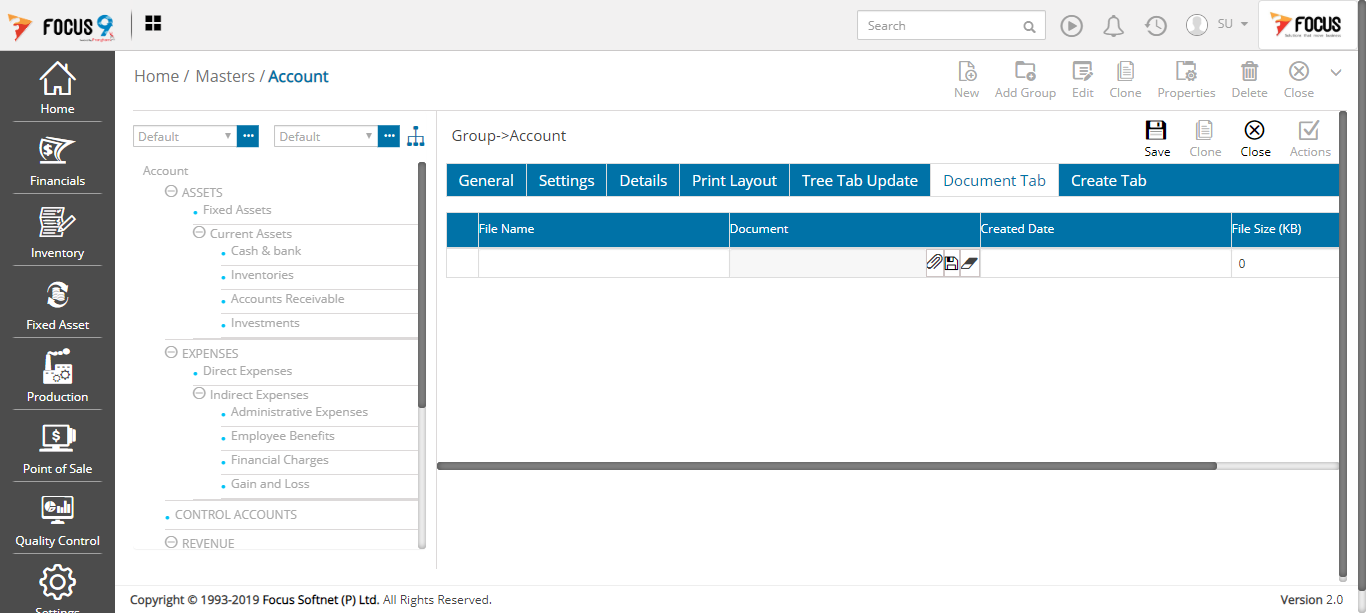 FOCUS 9
Search
SU
FOCUS
Home
Financials
Inventory
Fixed Asset
Production
Point of Sale
Quality Control
Settings
Home / Masters / Account
New
Add Group
Edit
Clone
Properties
Delete
Close
Default
Default
Account
ASSETS
Fixed Assets
Current Assets
Cash & bank
Inventories
Accounts Receivable
Investments
EXPENSES
Direct Expenses
Indirect Expenses
Administrative Expenses
Employee Benefits
Financial Charges
Gain and Loss
CONTROL ACCOUNTS
REVENUE
Group->Account
Save
Clone
Close
Actions
General
Settings
Details
Print Layout
Tree Tab Update
Document Tab
Create Tab
File Name
Document
Created Date
File Size (KB)
0
Copyright © 1993-2019 Focus Softnet (P) Ltd. All Rights Reserved.
Version 2.0